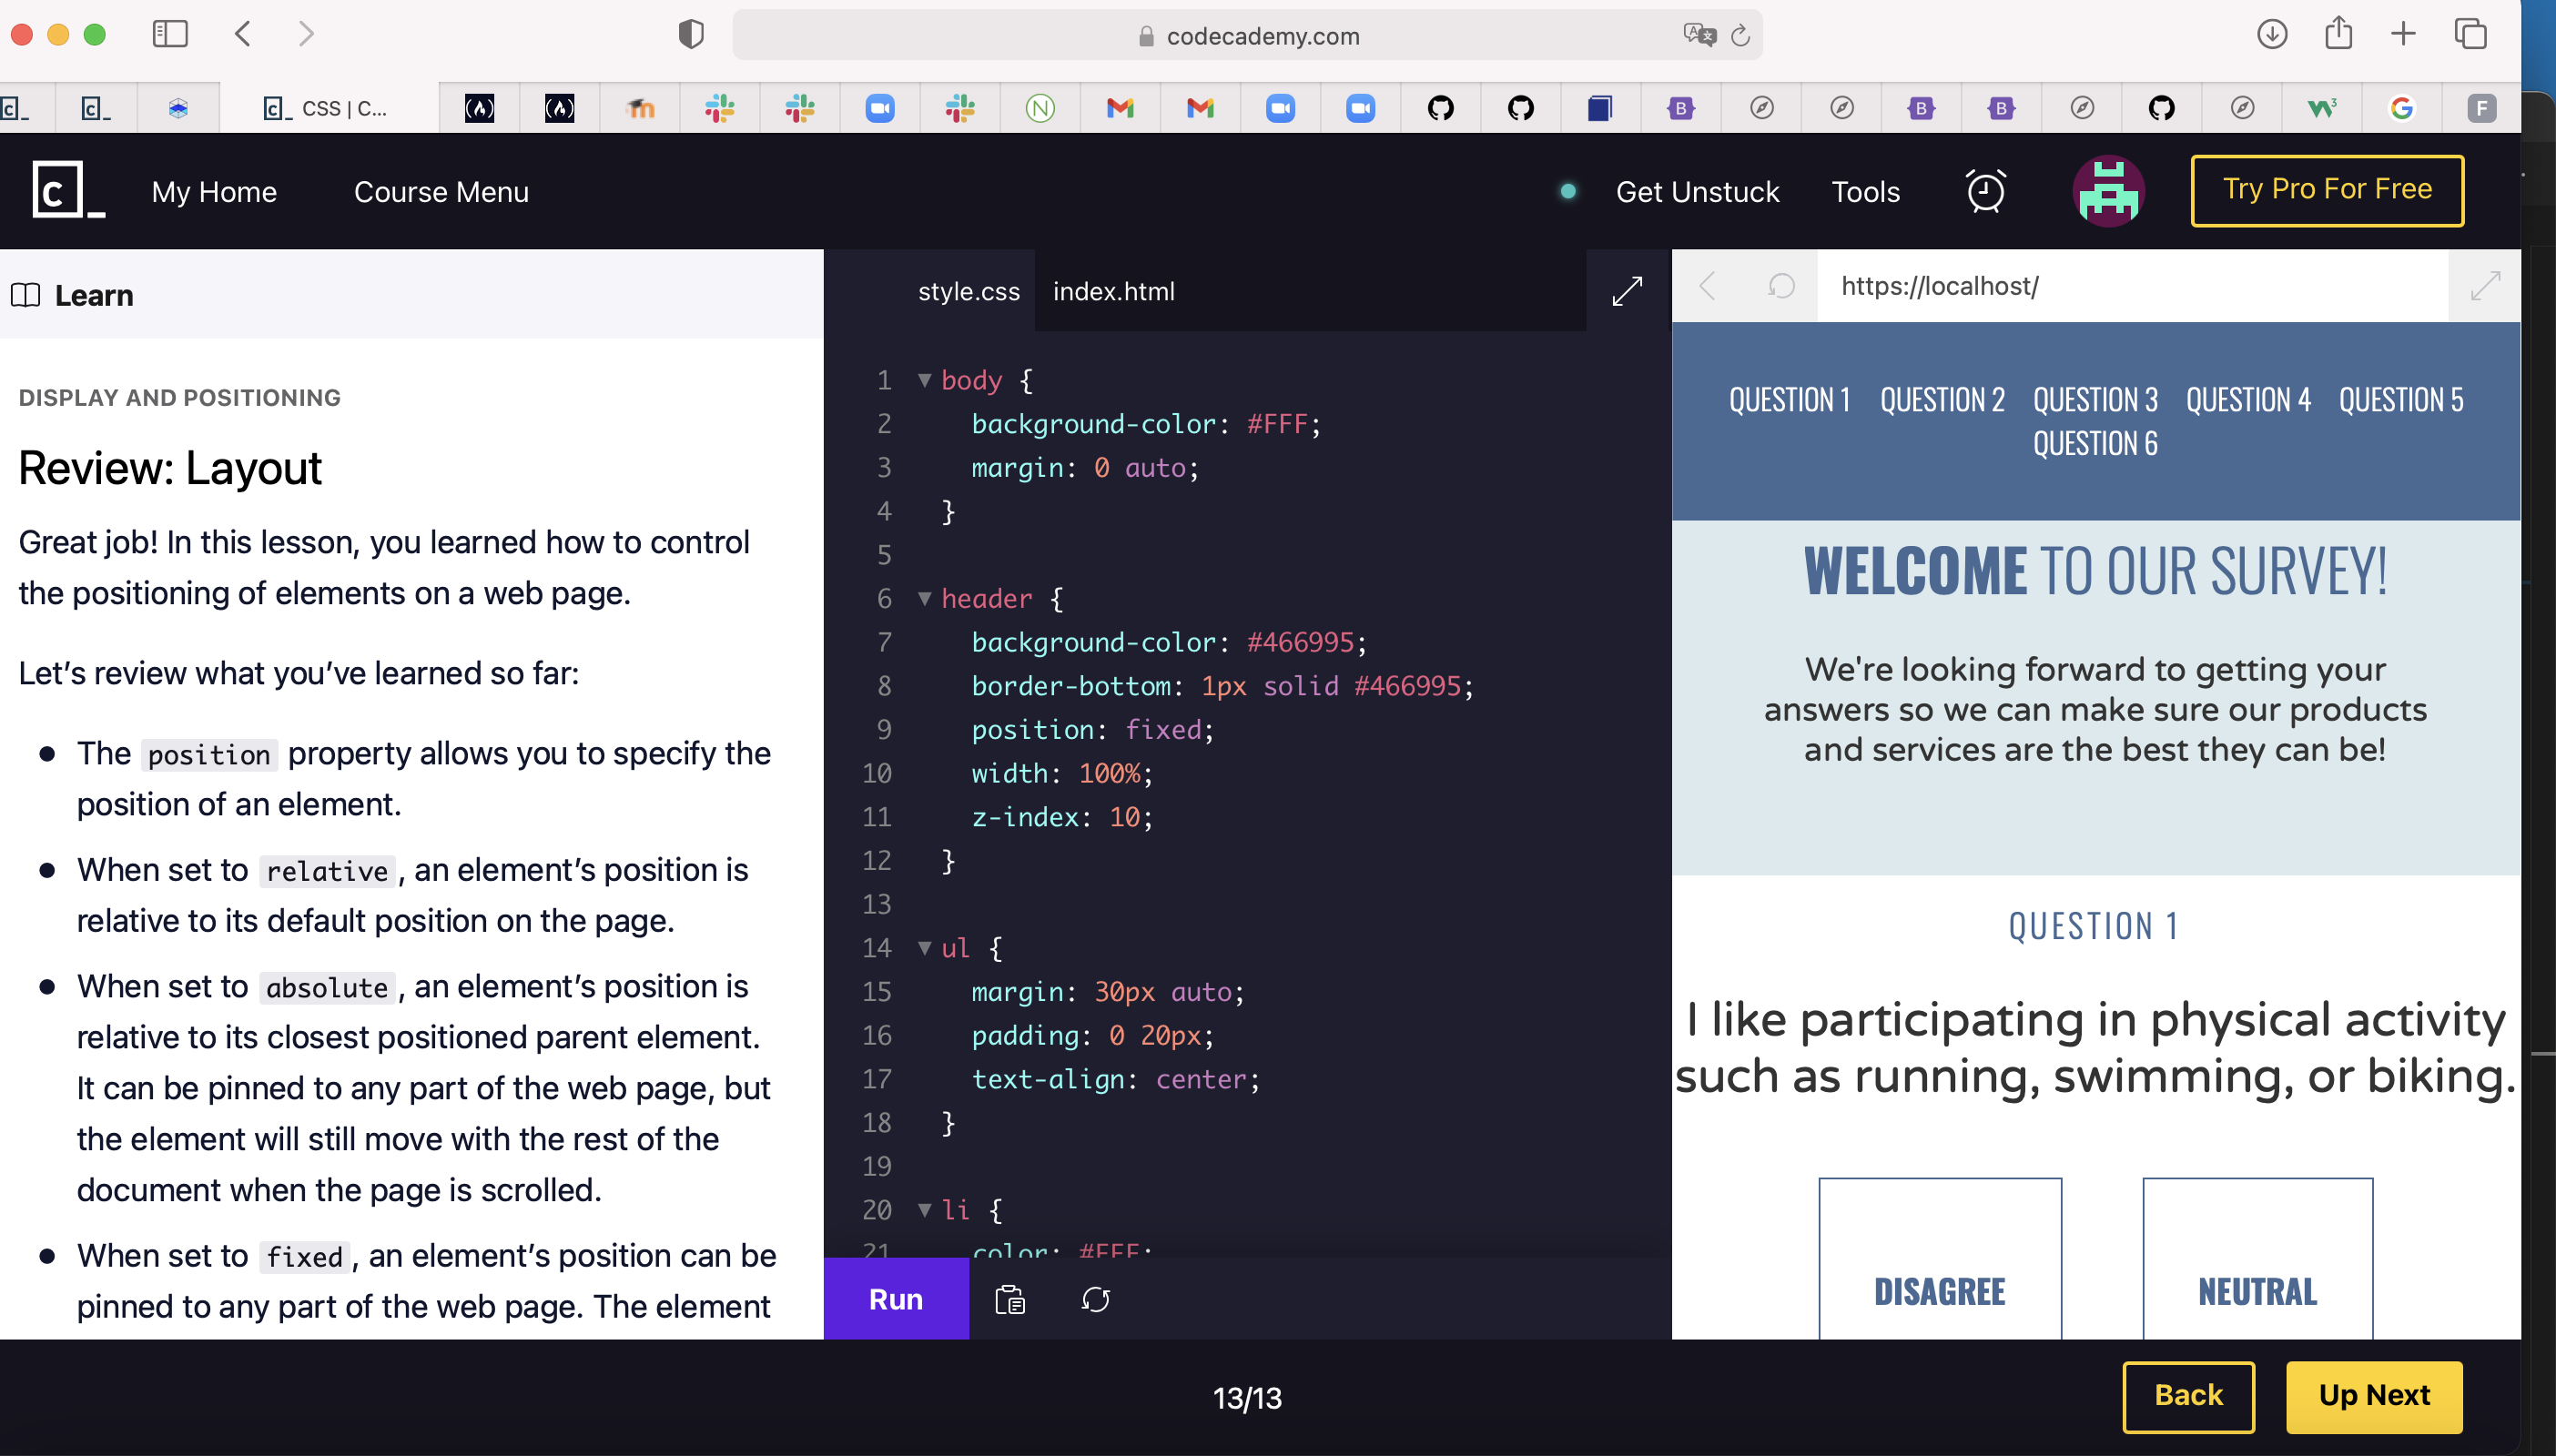 codecademy.com
CSS | C...
My Home
Course Menu
Get Unstuck
Tools
Try Pro For Free
Learn
DISPLAY AND POSITIONING
Review: Layout
Great job! In this lesson, you learned how to control
the positioning of elements on a web page.
Let’s review what you’ve learned so far:
The position property allows you to specify the
position of an element.
When set to relative, an element’s position is
relative to its default position on the page.
When set to absolute, an element’s position is
relative to its closest positioned parent element.
It can be pinned to any part of the web page, but
the element will still move with the rest of the
document when the page is scrolled.
When set to fixed, an element’s position can be
pinned to any part of the web page. The element
style.css
index.html
1 body {
2 background-color: #FFF;
3 margin: 0 auto;
4 }
5
6 header {
7 background-color: #466995;
8 border-bottom: 1px solid #466995;
9 position: fixed;
10 width: 100%;
11 z-index: 10;
12 }
13
14 ul {
15 margin: 30px auto;
16 padding: 0 20px;
17 text-align: center;
18 }
19
20 li {
21 color: #FFF;
Run
https://localhost/
QUESTION 1 QUESTION 2 QUESTION 3 QUESTION 4 QUESTION 5
QUESTION 6
WELCOME TO OUR SURVEY!
We're looking forward to getting your
answers so we can make sure our products
and services are the best they can be!
QUESTION 1
I like participating in physical activity
such as running, swimming, or biking.
DISAGREE
NEUTRAL
13/13
Back
Up Next